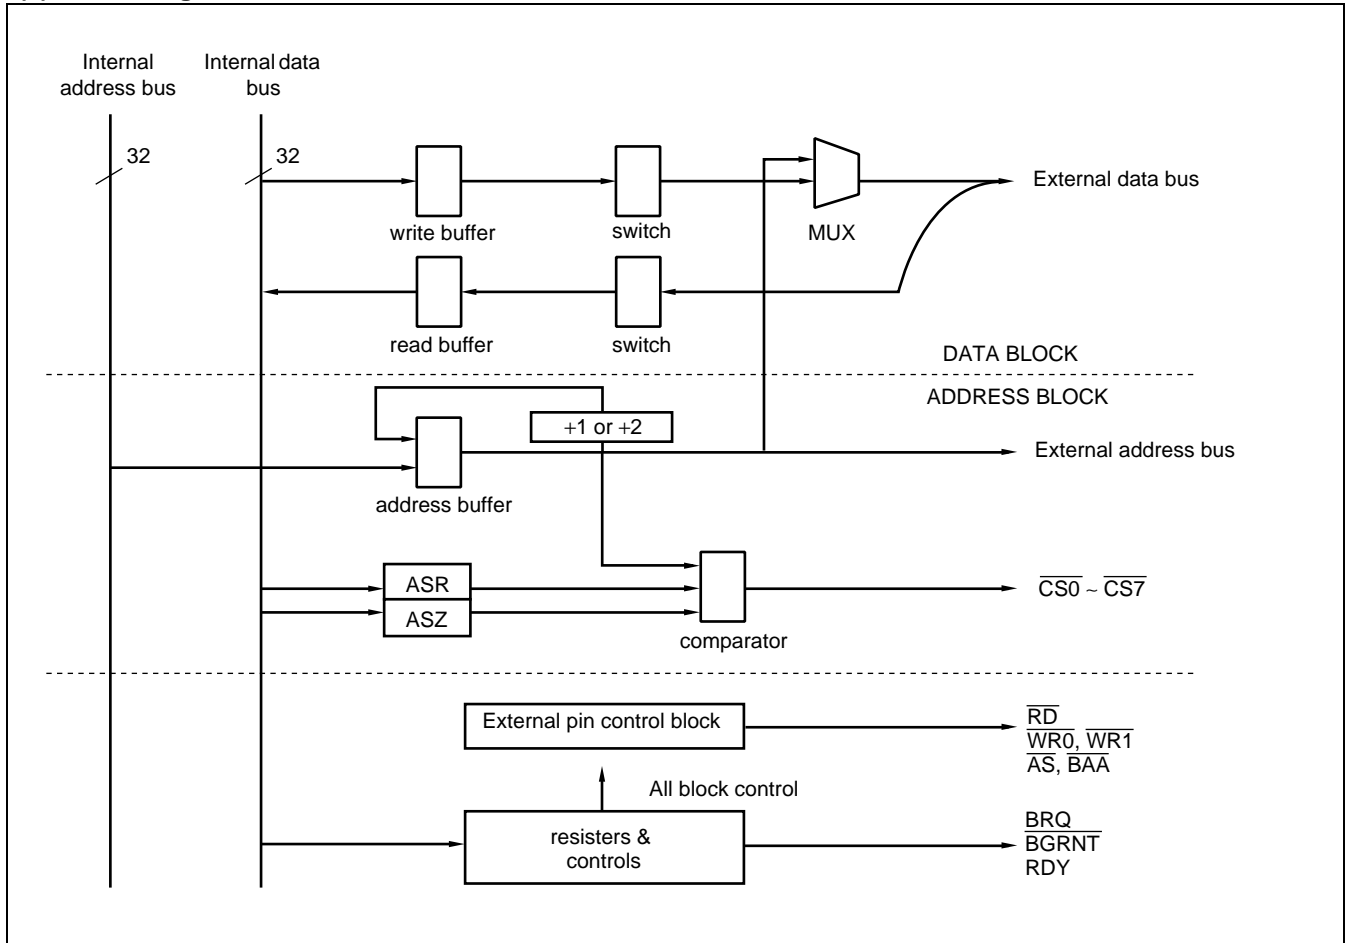 Internal
address bus
Internal data
bus
32
32
External data bus
write buffer
switch
MUX
read buffer
switch
DATA BLOCK
ADDRESS BLOCK
+1 or +2
External address bus
address buffer
ASR
CS0 ~ CS7
ASZ
comparator
External pin control block
RD
WR0, WR1
AS, BAA
All block control
resisters &
controls
BRQ
BGRNT
RDY